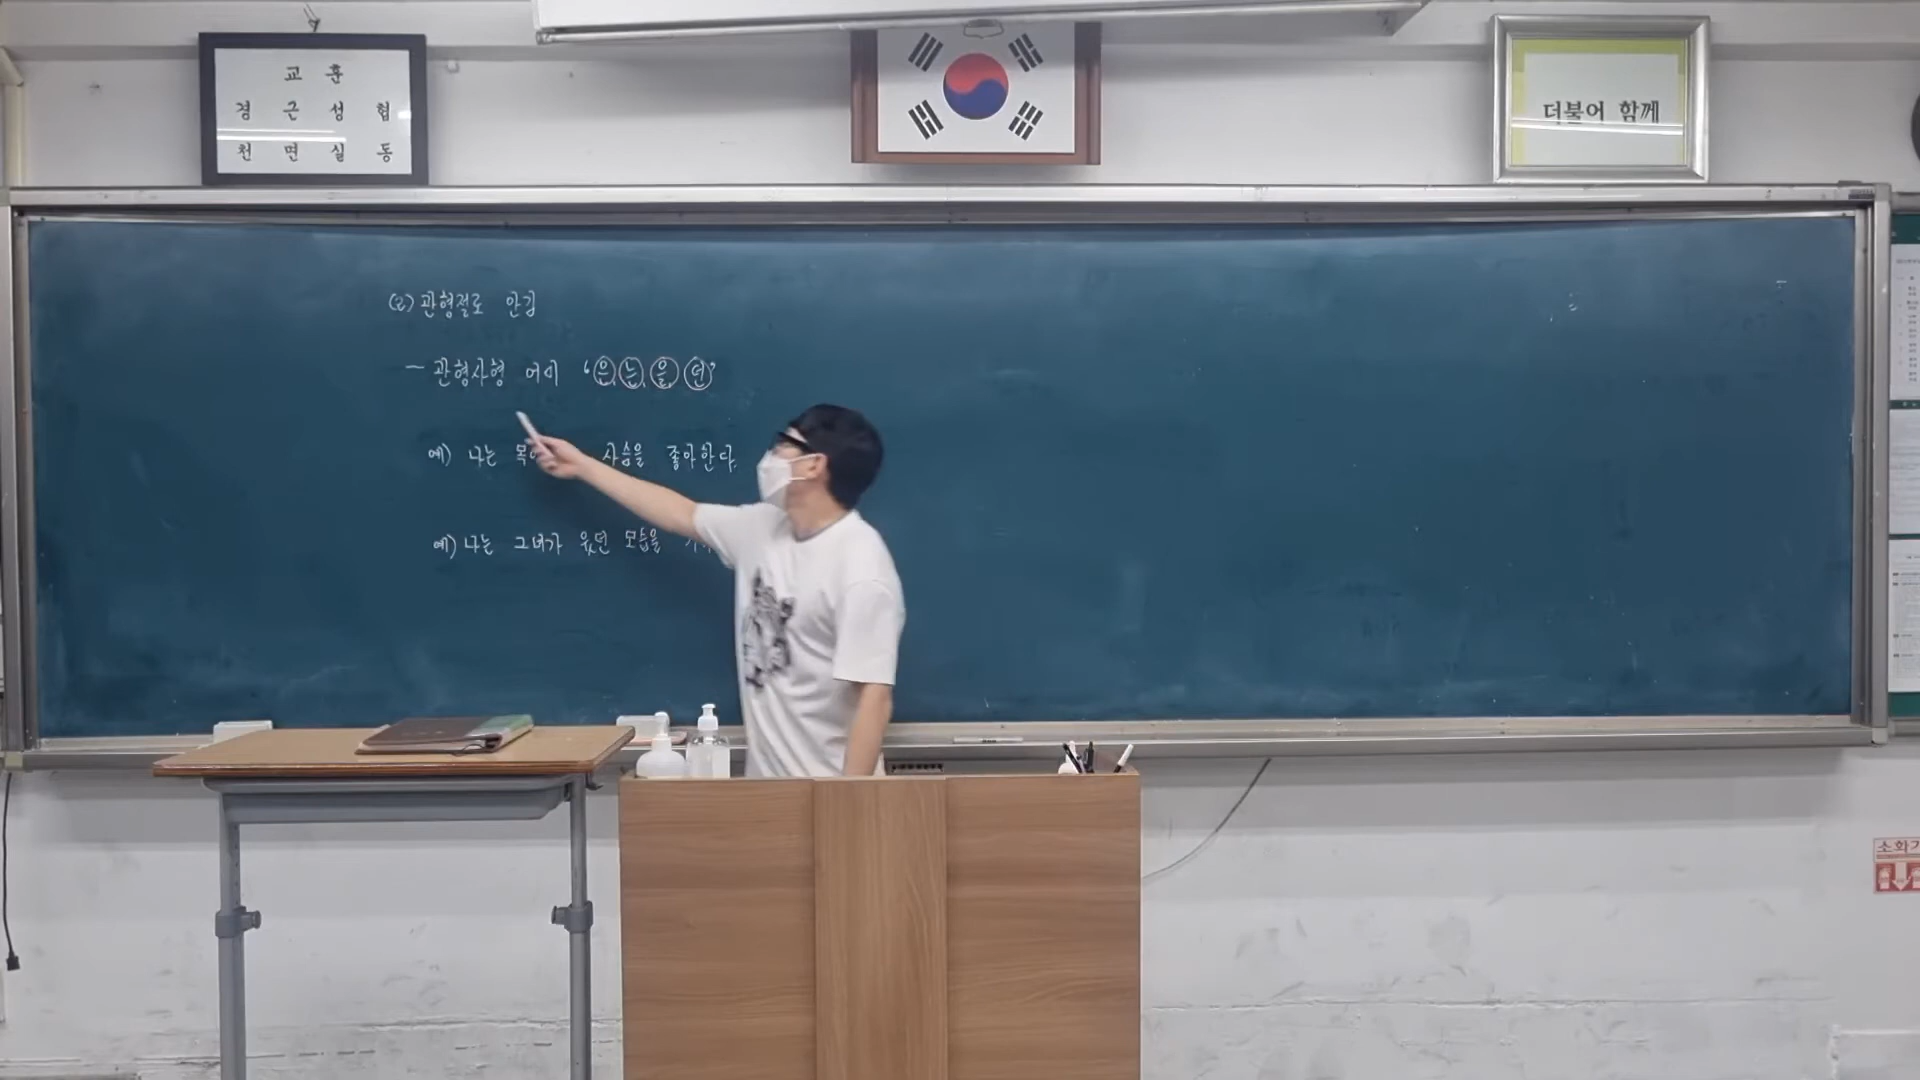 교 훈
경 근 성 협
천 면 실 동
더불어 함께
(2) 관형절로 안김
- 관형사형 어미 '은, 는, 을, 던'
예) 나는 사슴을 좋아한다.
예) 나는 그녀가 웃던 모습을